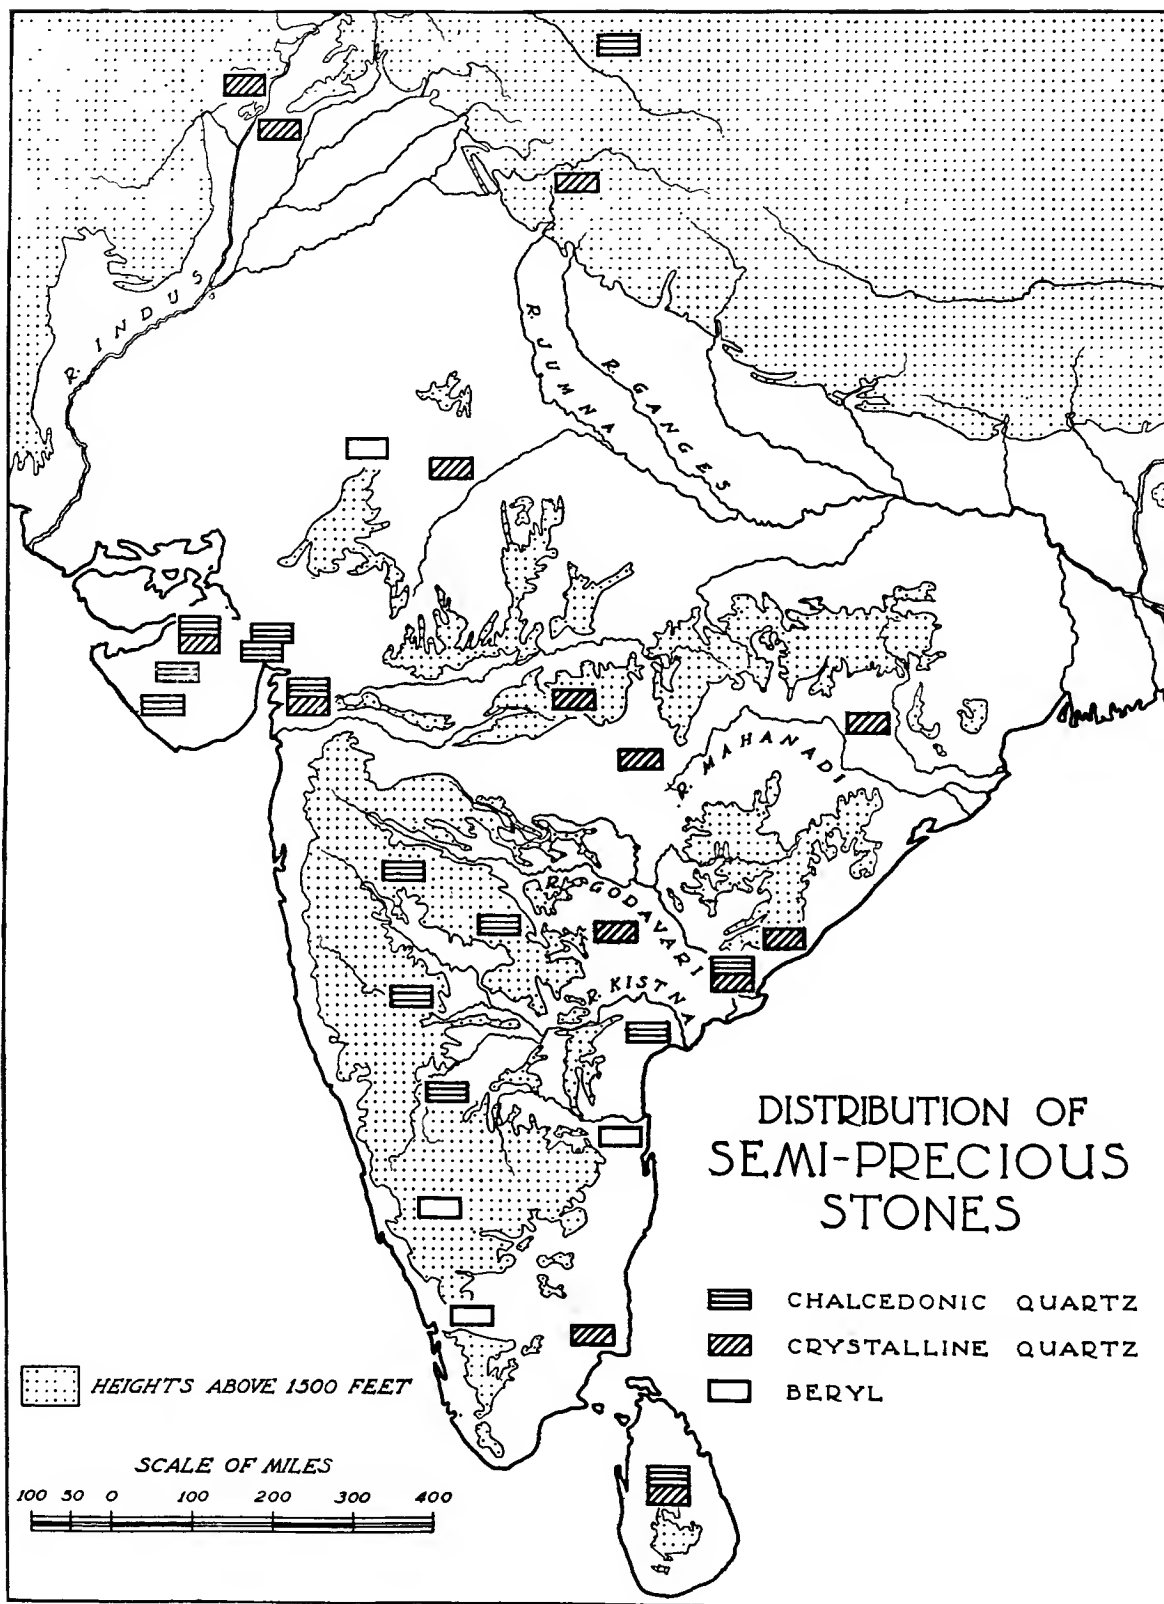 R. INDUS
R. JUMNA
R. GANGES
R. MAHANADI
R. GODAVARI
R. KISTNA
DISTRIBUTION OF
SEMI-PRECIOUS
STONES
CHALCEDONIC QUARTZ
CRYSTALLINE QUARTZ
BERYL
HEIGHTS ABOVE 1500 FEET
SCALE OF MILES
100 50 0 100 200 300 400